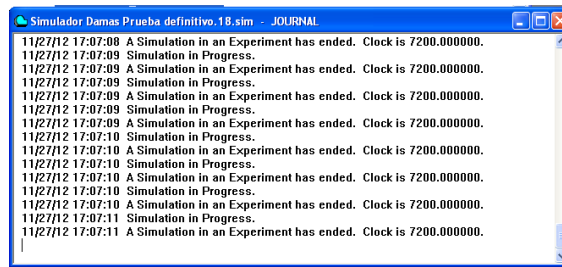 Simulador Damas Prueba definitivo.18.sim - JOURNAL
11/27/12 17:07:08 A Simulation in an Experiment has ended. Clock is 7200.000000.
11/27/12 17:07:09 Simulation in Progress.
11/27/12 17:07:09 A Simulation in an Experiment has ended. Clock is 7200.000000.
11/27/12 17:07:09 Simulation in Progress.
11/27/12 17:07:09 A Simulation in an Experiment has ended. Clock is 7200.000000.
11/27/12 17:07:09 Simulation in Progress.
11/27/12 17:07:09 A Simulation in an Experiment has ended. Clock is 7200.000000.
11/27/12 17:07:10 Simulation in Progress.
11/27/12 17:07:10 A Simulation in an Experiment has ended. Clock is 7200.000000.
11/27/12 17:07:10 Simulation in Progress.
11/27/12 17:07:10 A Simulation in an Experiment has ended. Clock is 7200.000000.
11/27/12 17:07:10 Simulation in Progress.
11/27/12 17:07:10 A Simulation in an Experiment has ended. Clock is 7200.000000.
11/27/12 17:07:11 Simulation in Progress.
11/27/12 17:07:11 A Simulation in an Experiment has ended. Clock is 7200.000000.